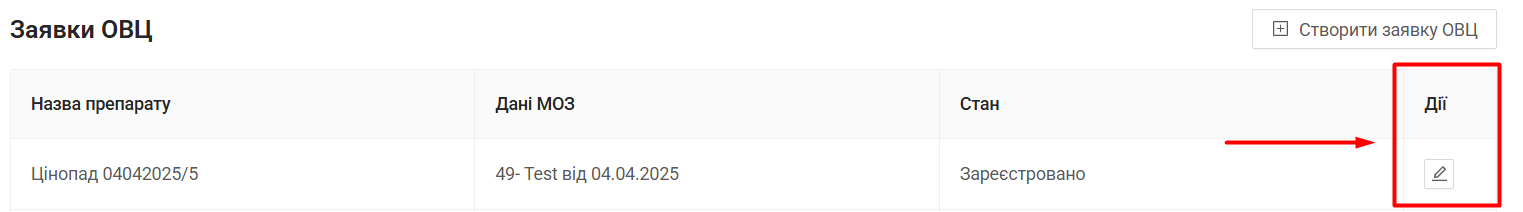 Заявки ОВЦ
Створити заявку ОВЦ
Назва препарату Дані МОЗ Стан Дії
Цінопад 04042025/5 49- Test від 04.04.2025 Зареєстровано